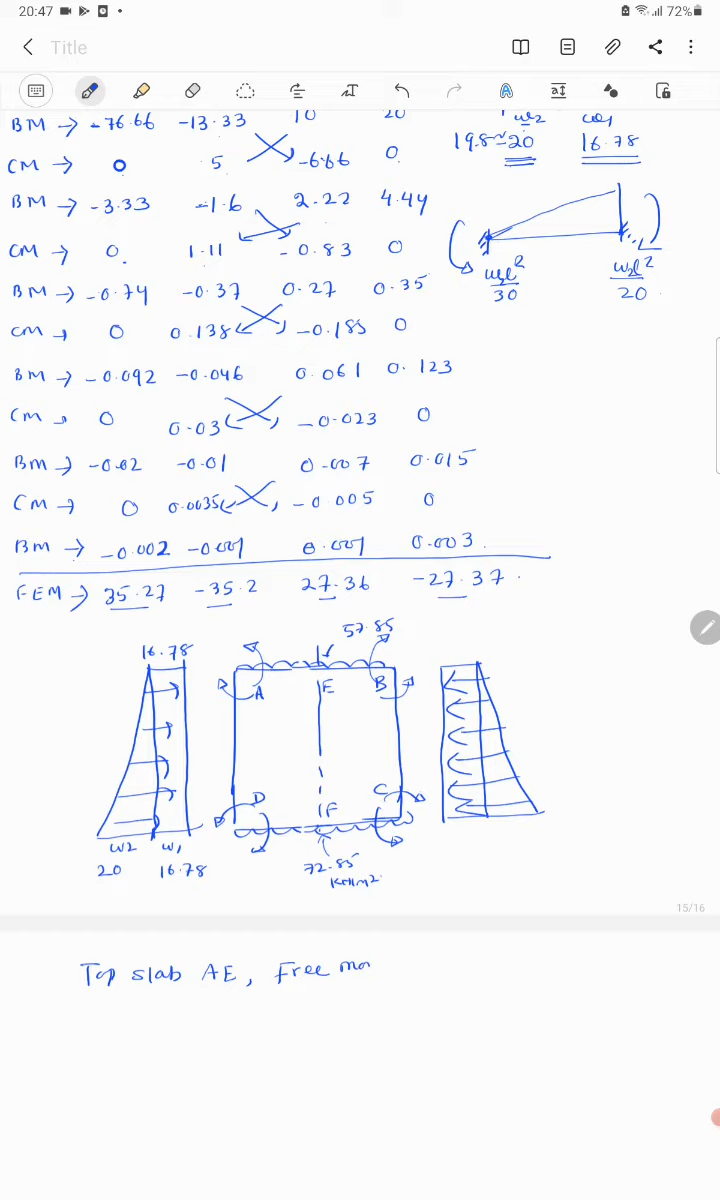 20:47 72%
Title
BM → -76.66 -13.33 10 20
w2 w1
19.8≈20 16.78
CM → 0 5 -6.66 0
BM → -3.33 -1.6 2.22 4.44
CM → 0. 1.11 -0.83 0
w2l² / 30 w2l² / 20
BM → -0.74 -0.37 0.27 0.35
CM → 0 0.138 -0.185 0
BM → -0.092 -0.046 0.061 0.123
CM → 0 0.03 -0.023 0
BM → -0.02 -0.01 0.007 0.015
CM → 0 0.0035 -0.005 0
BM → -0.002 -0.001 0.001 0.003
FEM → 35.27 -35.2 27.36 -27.37
57.85
16.78
A E B
D F C
w2 w1
20 16.78
72.85
KN/m2
15/16
Top slab AE, Free mo